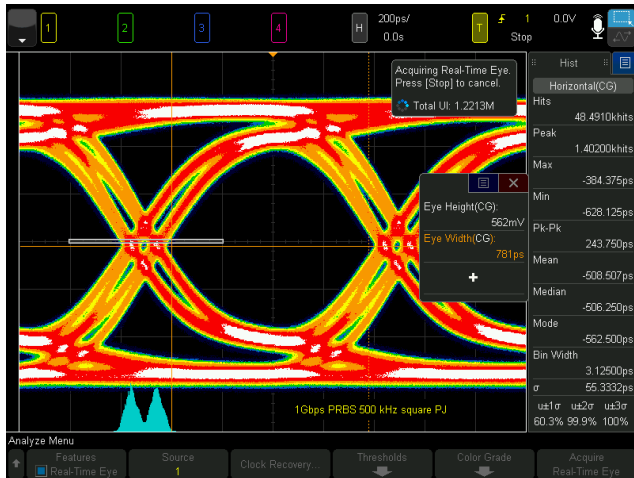 1
2
3
4
H
200ps/
0.0s
T
1
0.0V
Stop
Acquiring Real-Time Eye.
Press [Stop] to cancel.
Total UI: 1.2213M
Eye Height(CG):
562mV
Eye Width(CG):
781ps
+
Hist
Horizontal(CG)
Hits
48.4910khits
Peak
1.40200khits
Max
-384.375ps
Min
-628.125ps
Pk-Pk
243.750ps
Mean
-508.507ps
Median
-506.250ps
Mode
-562.500ps
Bin Width
3.12500ps
σ
55.3332ps
u±1σ u±2σ u±3σ
60.3% 99.9% 100%
1Gbps PRBS 500 kHz square PJ
Analyze Menu
Features
Real-Time Eye
Source
1
Clock Recovery...
Thresholds
Color Grade
Acquire
Real-Time Eye